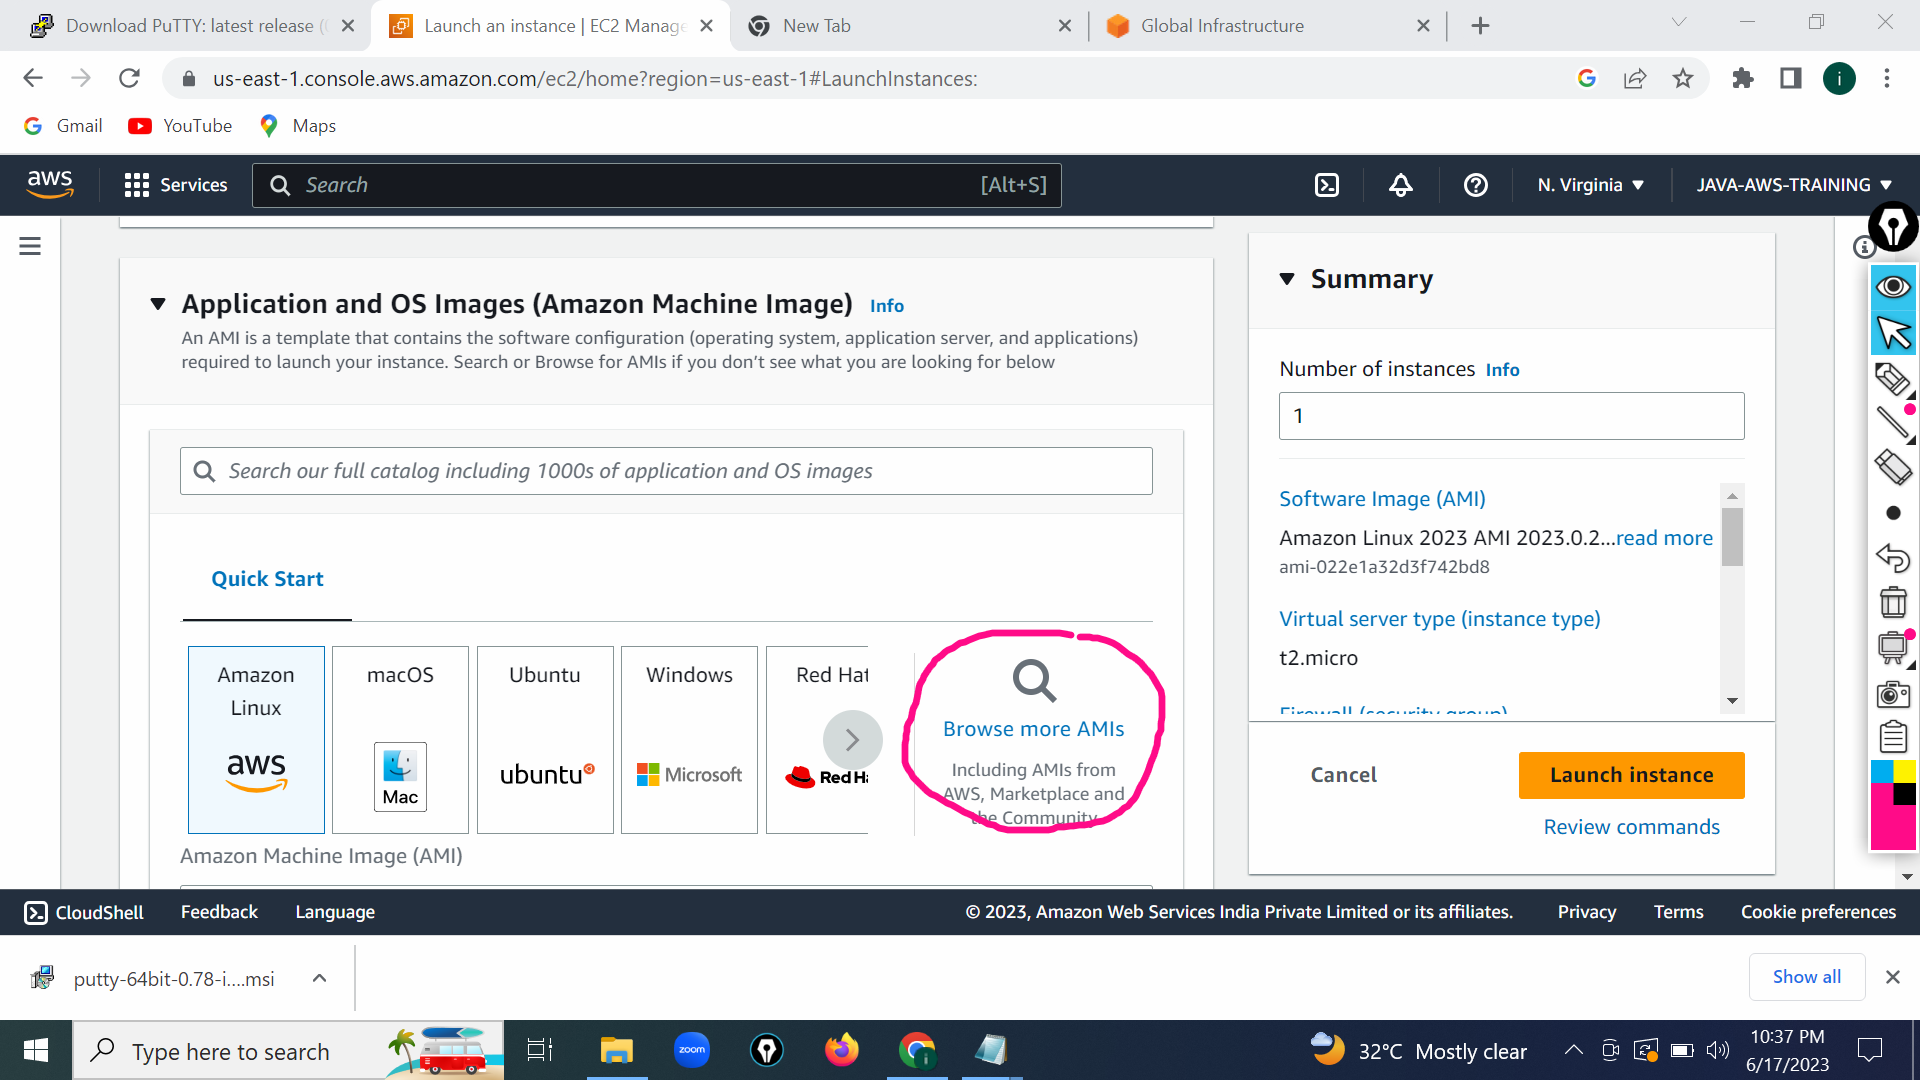 Download PuTTY: latest release (
Launch an instance | EC2 Manage
New Tab
Global Infrastructure
us-east-1.console.aws.amazon.com/ec2/home?region=us-east-1#LaunchInstances:
i
Gmail
YouTube
Maps
aws
Services
Search
[Alt+S]
N. Virginia
JAVA-AWS-TRAINING
Application and OS Images (Amazon Machine Image) Info
An AMI is a template that contains the software configuration (operating system, application server, and applications)
required to launch your instance. Search or Browse for AMIs if you don’t see what you are looking for below
Search our full catalog including 1000s of application and OS images
Quick Start
Amazon
Linux
aws
macOS
Mac
Ubuntu
ubuntu
Windows
Microsoft
Red Hat
Red Ha
Browse more AMIs
Including AMIs from
AWS, Marketplace and
the Community
Amazon Machine Image (AMI)
Summary
Number of instances Info
1
Software Image (AMI)
Amazon Linux 2023 AMI 2023.0.2...read more
ami-022e1a32d3f742bd8
Virtual server type (instance type)
t2.micro
Firewall (security group)
Cancel
Launch instance
Review commands
CloudShell
Feedback
Language
© 2023, Amazon Web Services India Private Limited or its affiliates.
Privacy
Terms
Cookie preferences
putty-64bit-0.78-i....msi
Show all
Type here to search
zoom
32°C Mostly clear
10:37 PM
6/17/2023